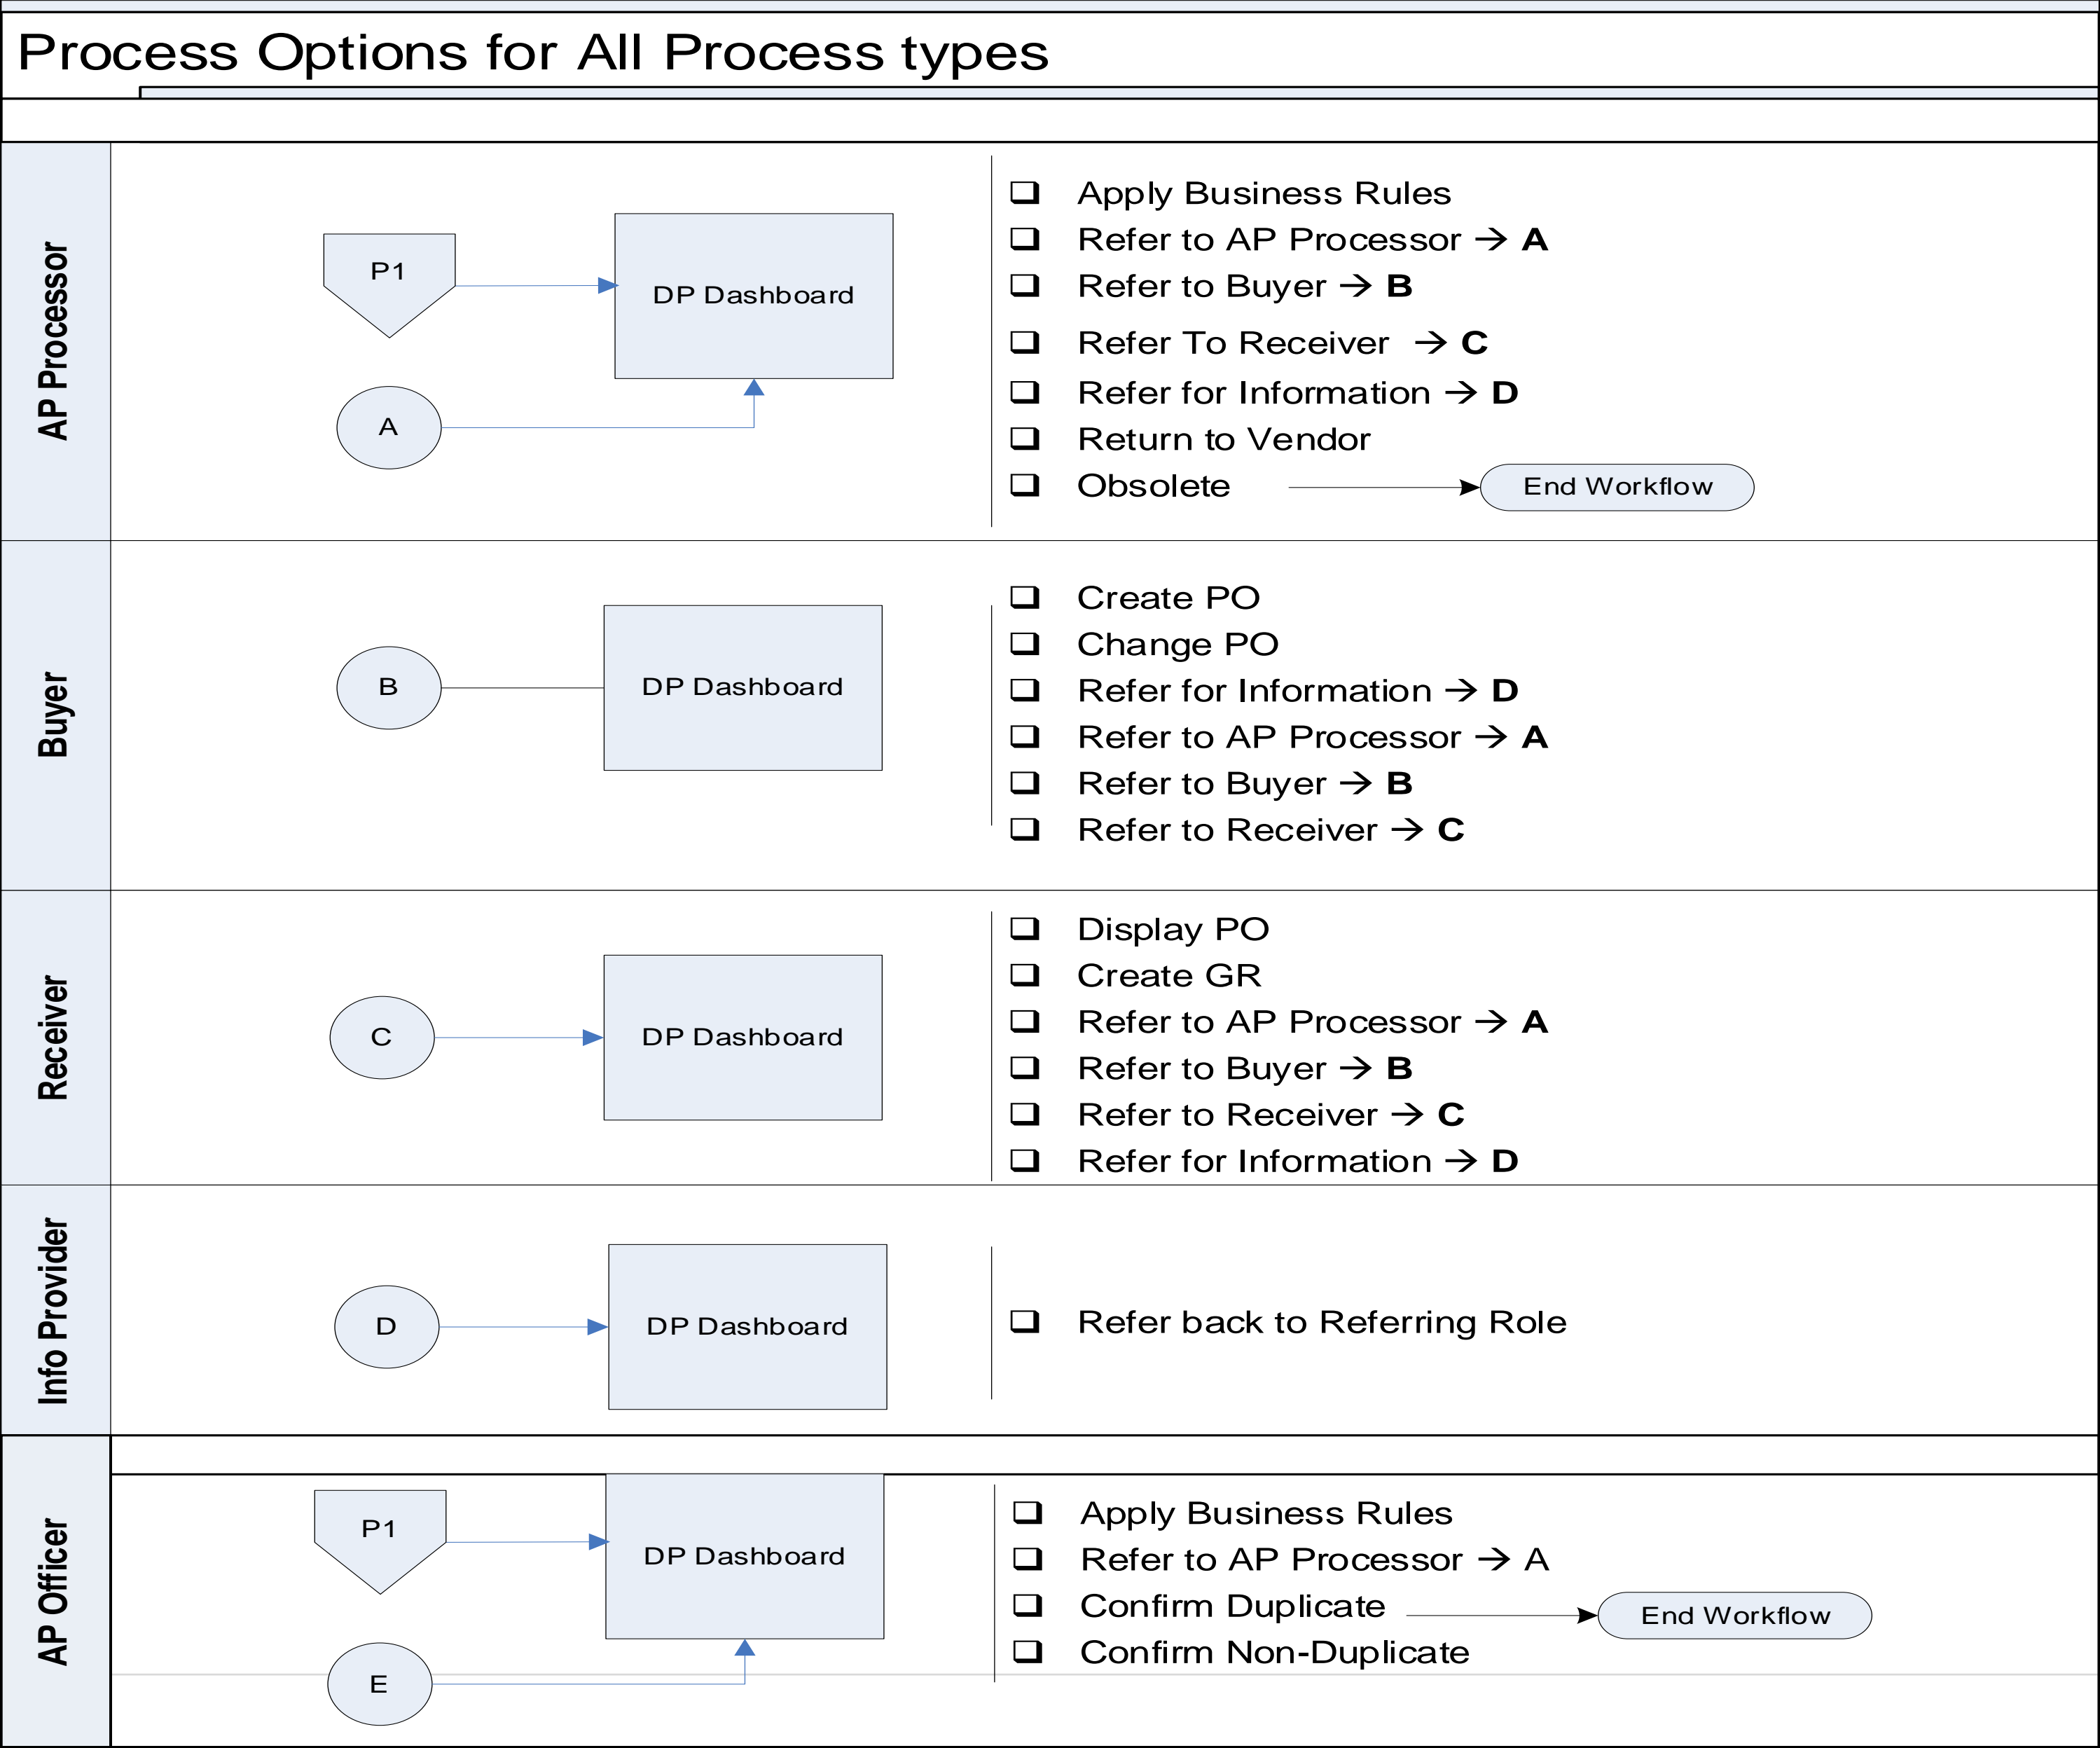 Process Options for All Process types
AP Processor
P1
DP Dashboard
A
Apply Business Rules
Refer to AP Processor → A
Refer to Buyer → B
Refer To Receiver → C
Refer for Information → D
Return to Vendor
Obsolete
End Workflow
Buyer
B
DP Dashboard
Create PO
Change PO
Refer for Information → D
Refer to AP Processor → A
Refer to Buyer → B
Refer to Receiver → C
Receiver
C
DP Dashboard
Display PO
Create GR
Refer to AP Processor → A
Refer to Buyer → B
Refer to Receiver → C
Refer for Information → D
Info Provider
D
DP Dashboard
Refer back to Referring Role
AP Officer
P1
DP Dashboard
E
Apply Business Rules
Refer to AP Processor → A
Confirm Duplicate
End Workflow
Confirm Non-Duplicate